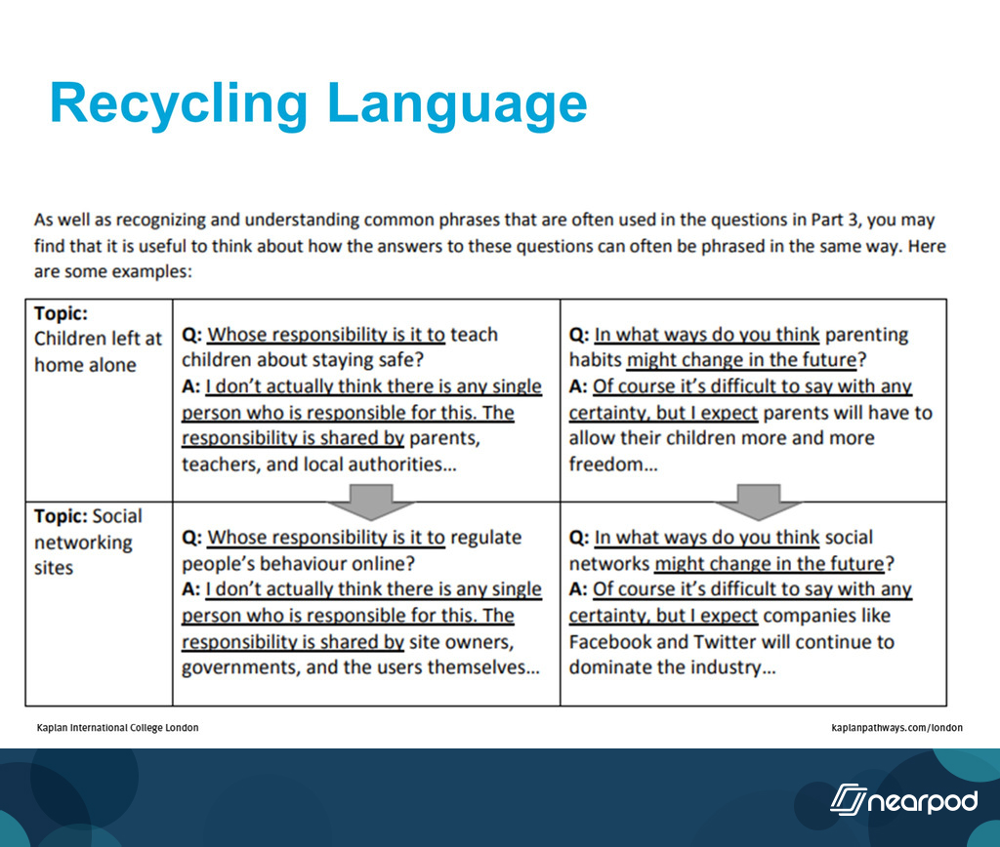 Recycling Language
As well as recognizing and understanding common phrases that are often used in the questions in Part 3, you may
find that it is useful to think about how the answers to these questions can often be phrased in the same way. Here
are some examples:
Topic:
Children left at
home alone
Q: Whose responsibility is it to teach
children about staying safe?
A: I don't actually think there is any single
person who is responsible for this. The
responsibility is shared by parents,
teachers, and local authorities...
Q: In what ways do you think parenting
habits might change in the future?
A: Of course it's difficult to say with any
certainty, but I expect parents will have to
allow their children more and more
freedom...
Topic: Social
networking
sites
Q: Whose responsibility is it to regulate
people's behaviour online?
A: I don't actually think there is any single
person who is responsible for this. The
responsibility is shared by site owners,
governments, and the users themselves...
Q: In what ways do you think social
networks might change in the future?
A: Of course it's difficult to say with any
certainty, but I expect companies like
Facebook and Twitter will continue to
dominate the industry...
Kaplan International College London
kaplanpathways.com/london
nearpod